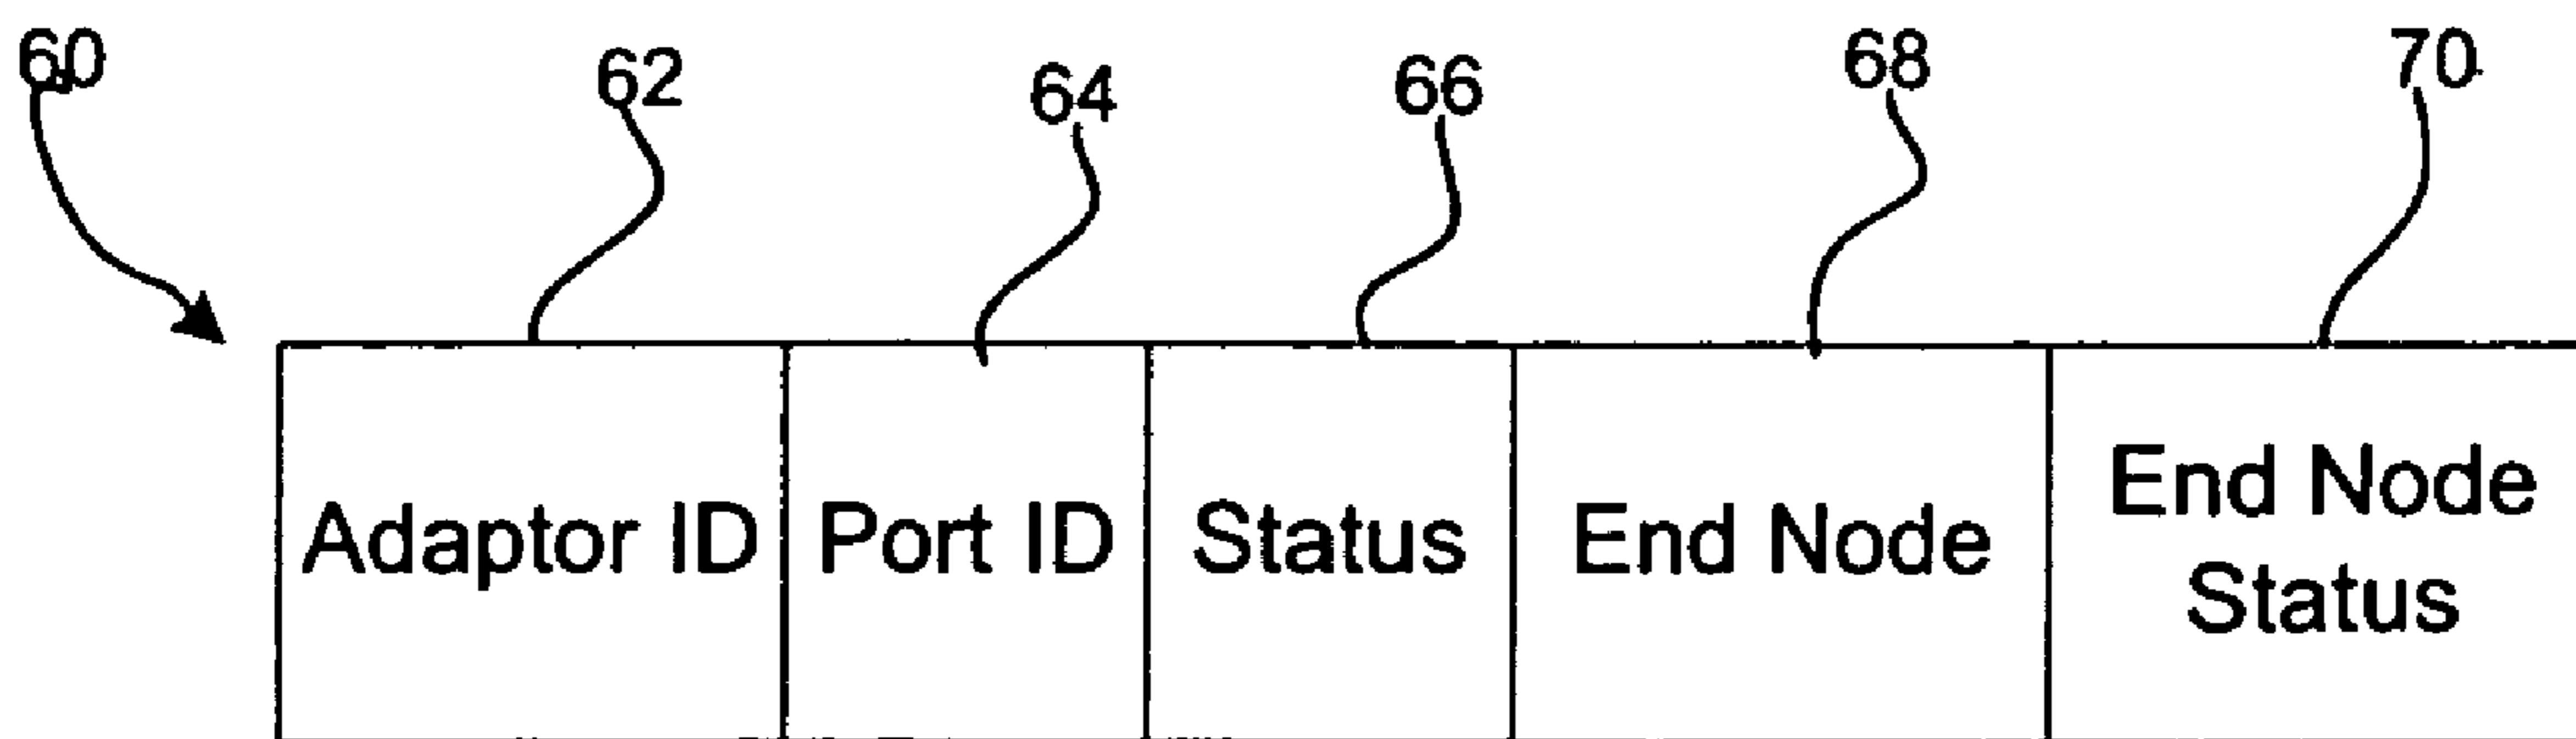 60 62 64 66 68 70
Adaptor ID Port ID Status End Node End Node
Status